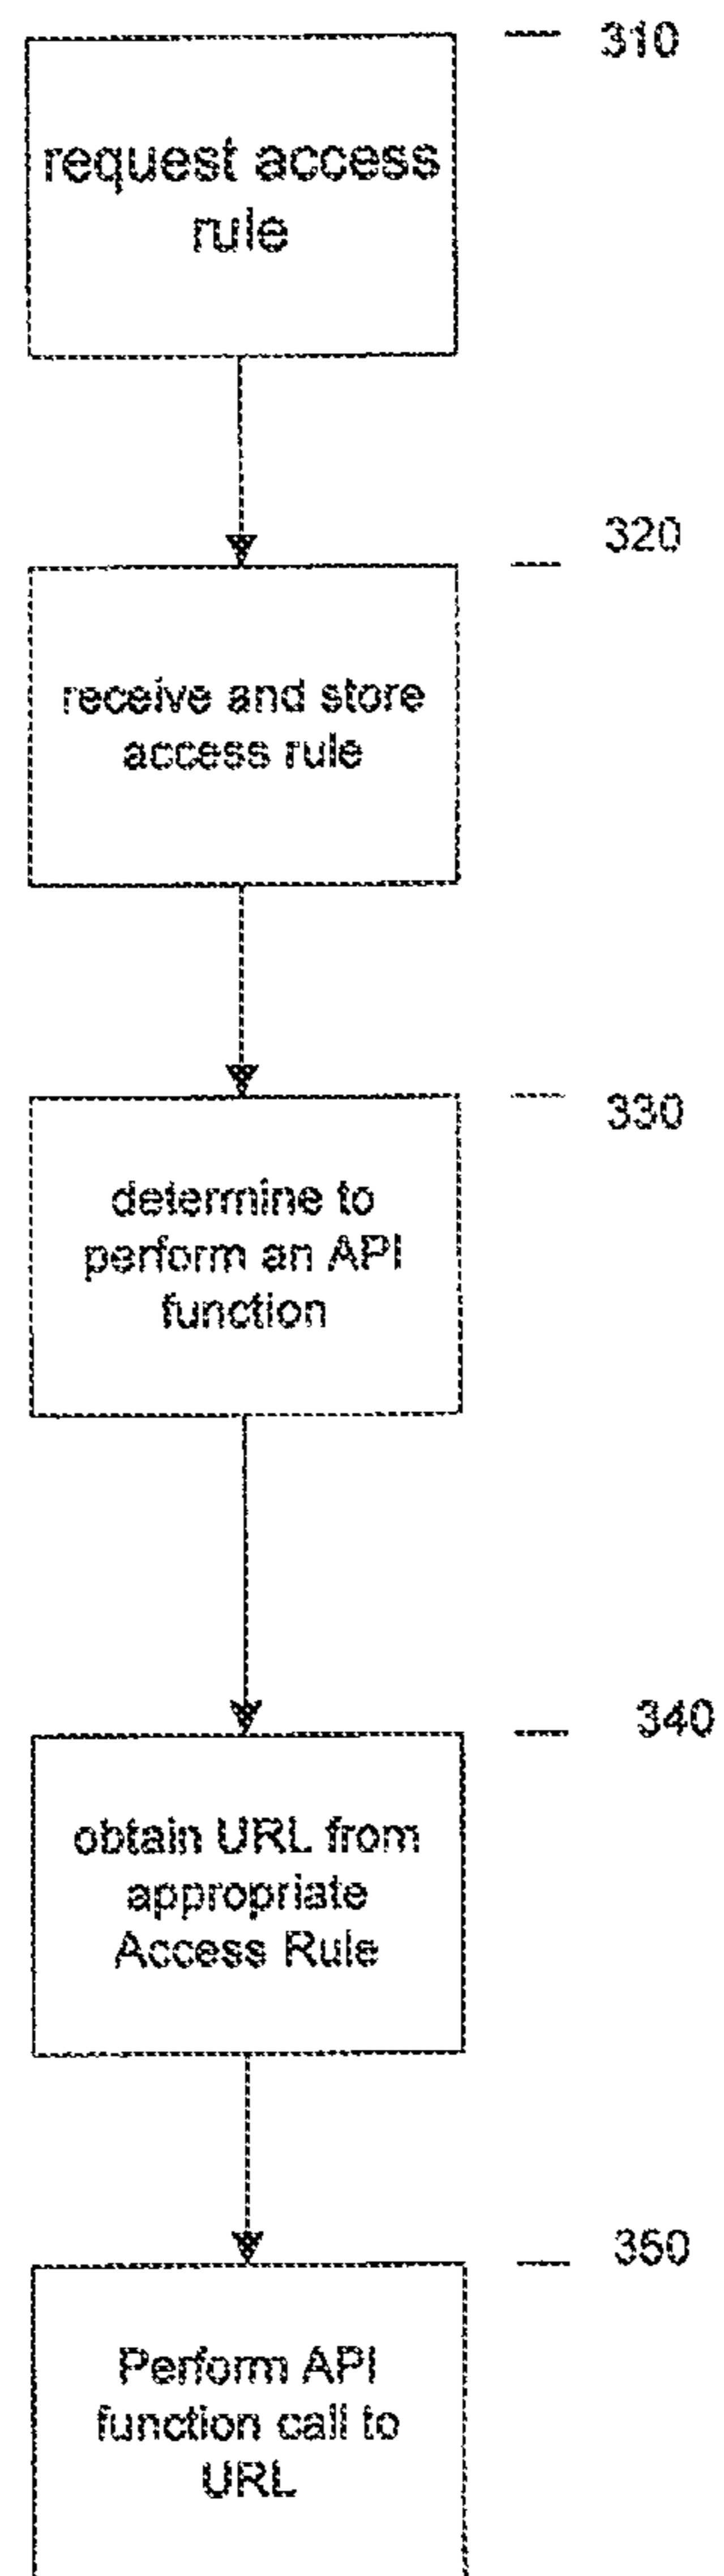 310
request access
rule
320
receive and store
access rule
330
determine to
perform an API
function
340
obtain URL from
appropriate
Access Rule
350
Perform API
function call to
URL